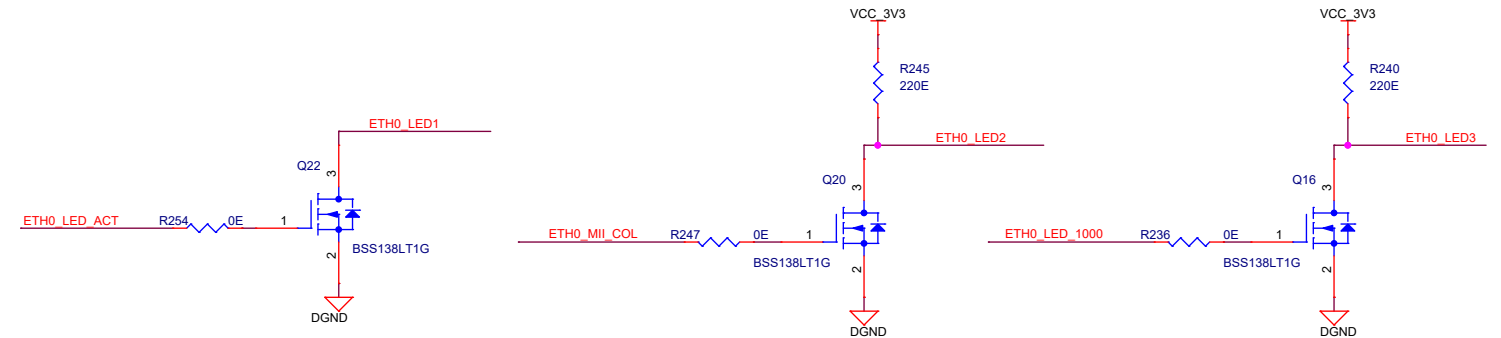 VCC_3V3
VCC_3V3
R245
220E
R240
220E
ETH0_LED1
ETH0_LED2
ETH0_LED3
Q22
3
Q20
3
Q16
3
ETH0_LED_ACT
R254
0E
1
ETH0_MII_COL
R247
0E
1
ETH0_LED_1000
R236
0E
1
BSS138LT1G
BSS138LT1G
BSS138LT1G
2
2
2
DGND
DGND
DGND